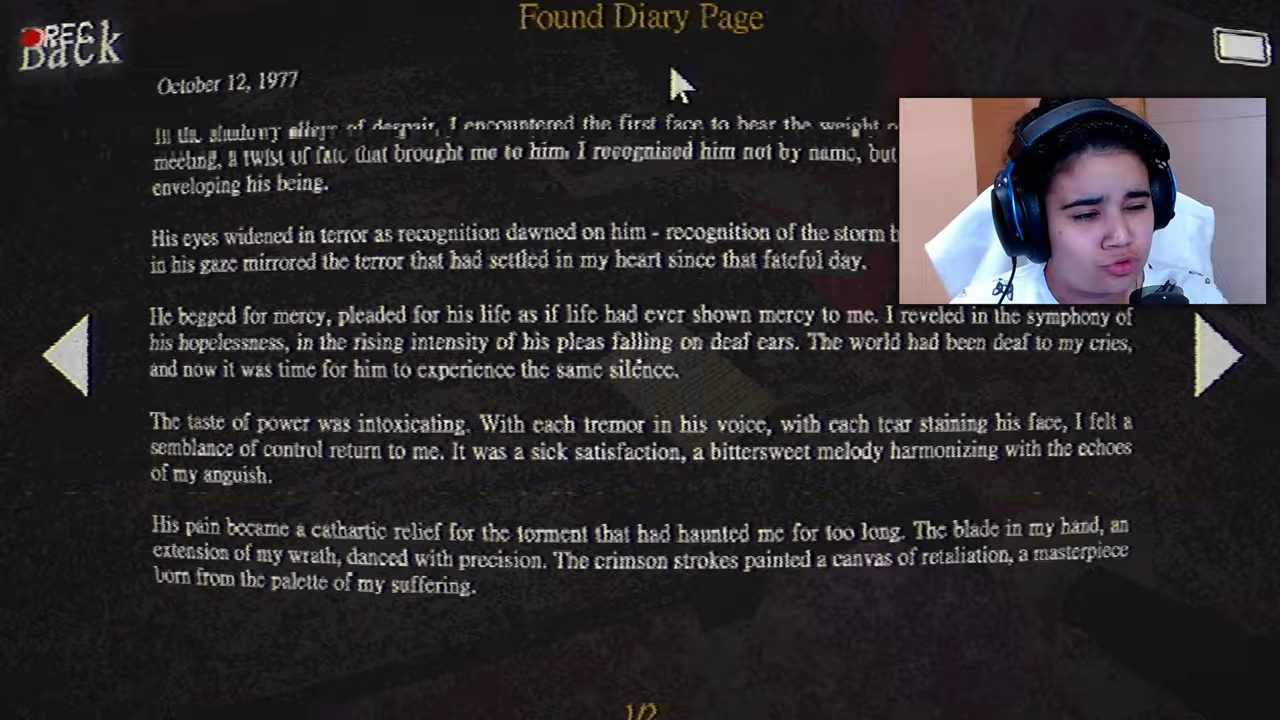 Found Diary Page
REC
Back
October 12, 1977
In the shadowy alleys of despair, I encountered the first face to bear the weight
meeting, a twist of fate that brought me to him. I recognised him not by name, but
enveloping his being.
His eyes widened in terror as recognition dawned on him - recognition of the storm
in his gaze mirrored the terror that had settled in my heart since that fateful day.
He begged for mercy, pleaded for his life as if life had ever shown mercy to me. I reveled in the symphony of
his hopelessness, in the rising intensity of his pleas falling on deaf ears. The world had been deaf to my cries,
and now it was time for him to experience the same silence.
The taste of power was intoxicating. With each tremor in his voice, with each tear staining his face, I felt a
semblance of control return to me. It was a sick satisfaction, a bittersweet melody harmonizing with the echoes
of my anguish.
His pain became a cathartic relief for the torment that had haunted me for too long. The blade in my hand, an
extension of my wrath, danced with precision. The crimson strokes painted a canvas of retaliation, a masterpiece
born from the palette of my suffering.
1/2